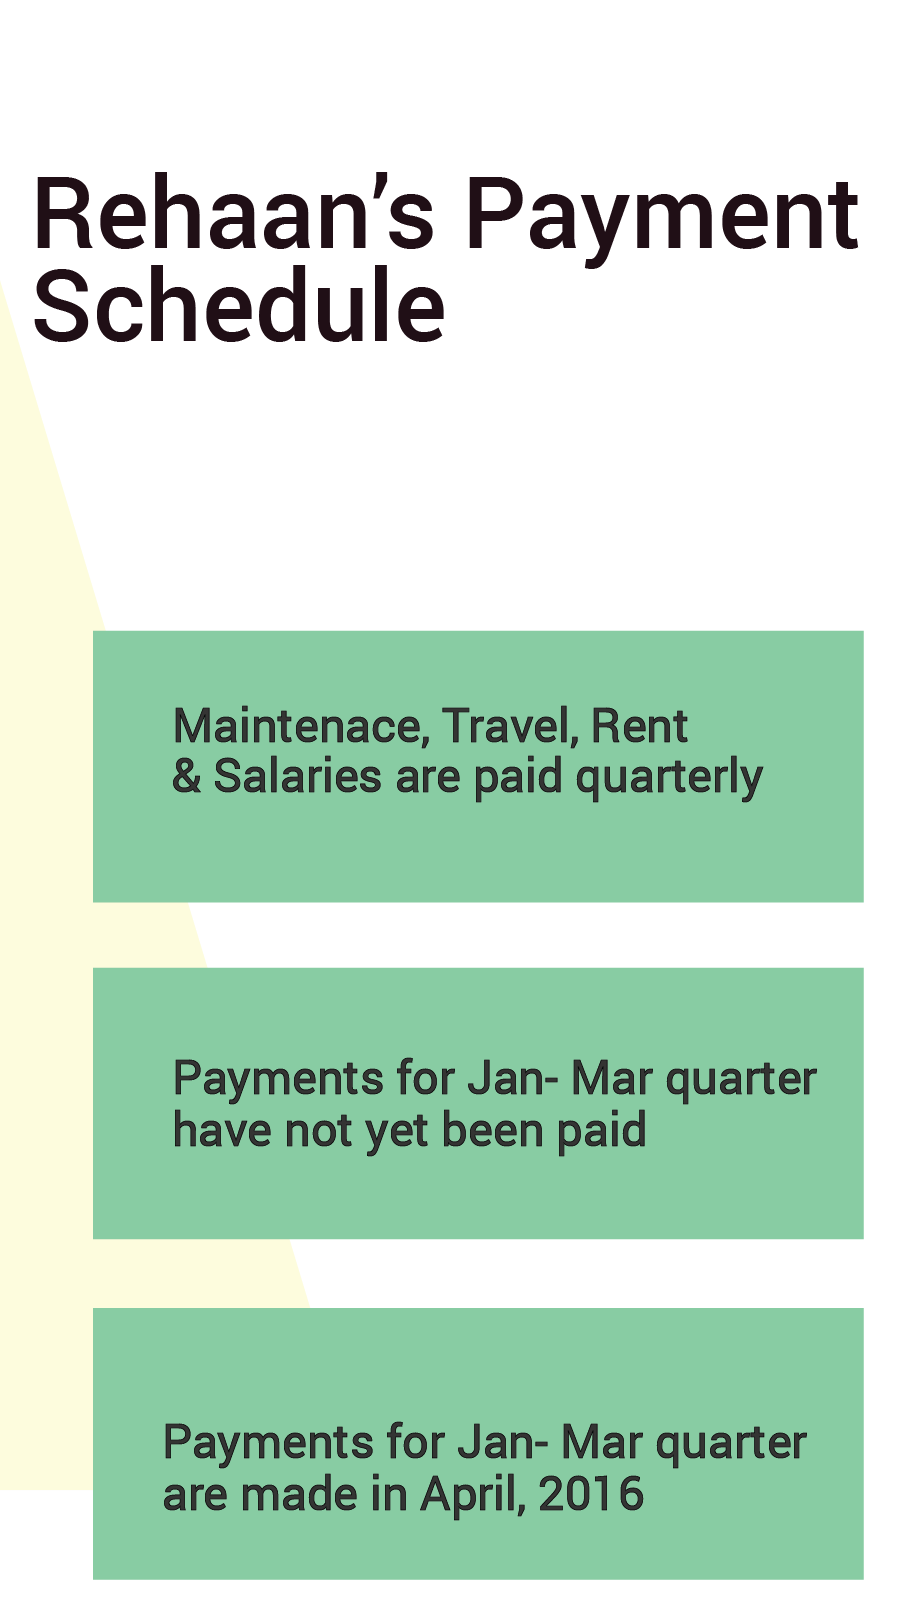 Rehaan’s Payment
Schedule
Maintenace, Travel, Rent
& Salaries are paid quarterly
Payments for Jan- Mar quarter
have not yet been paid
Payments for Jan- Mar quarter
are made in April, 2016